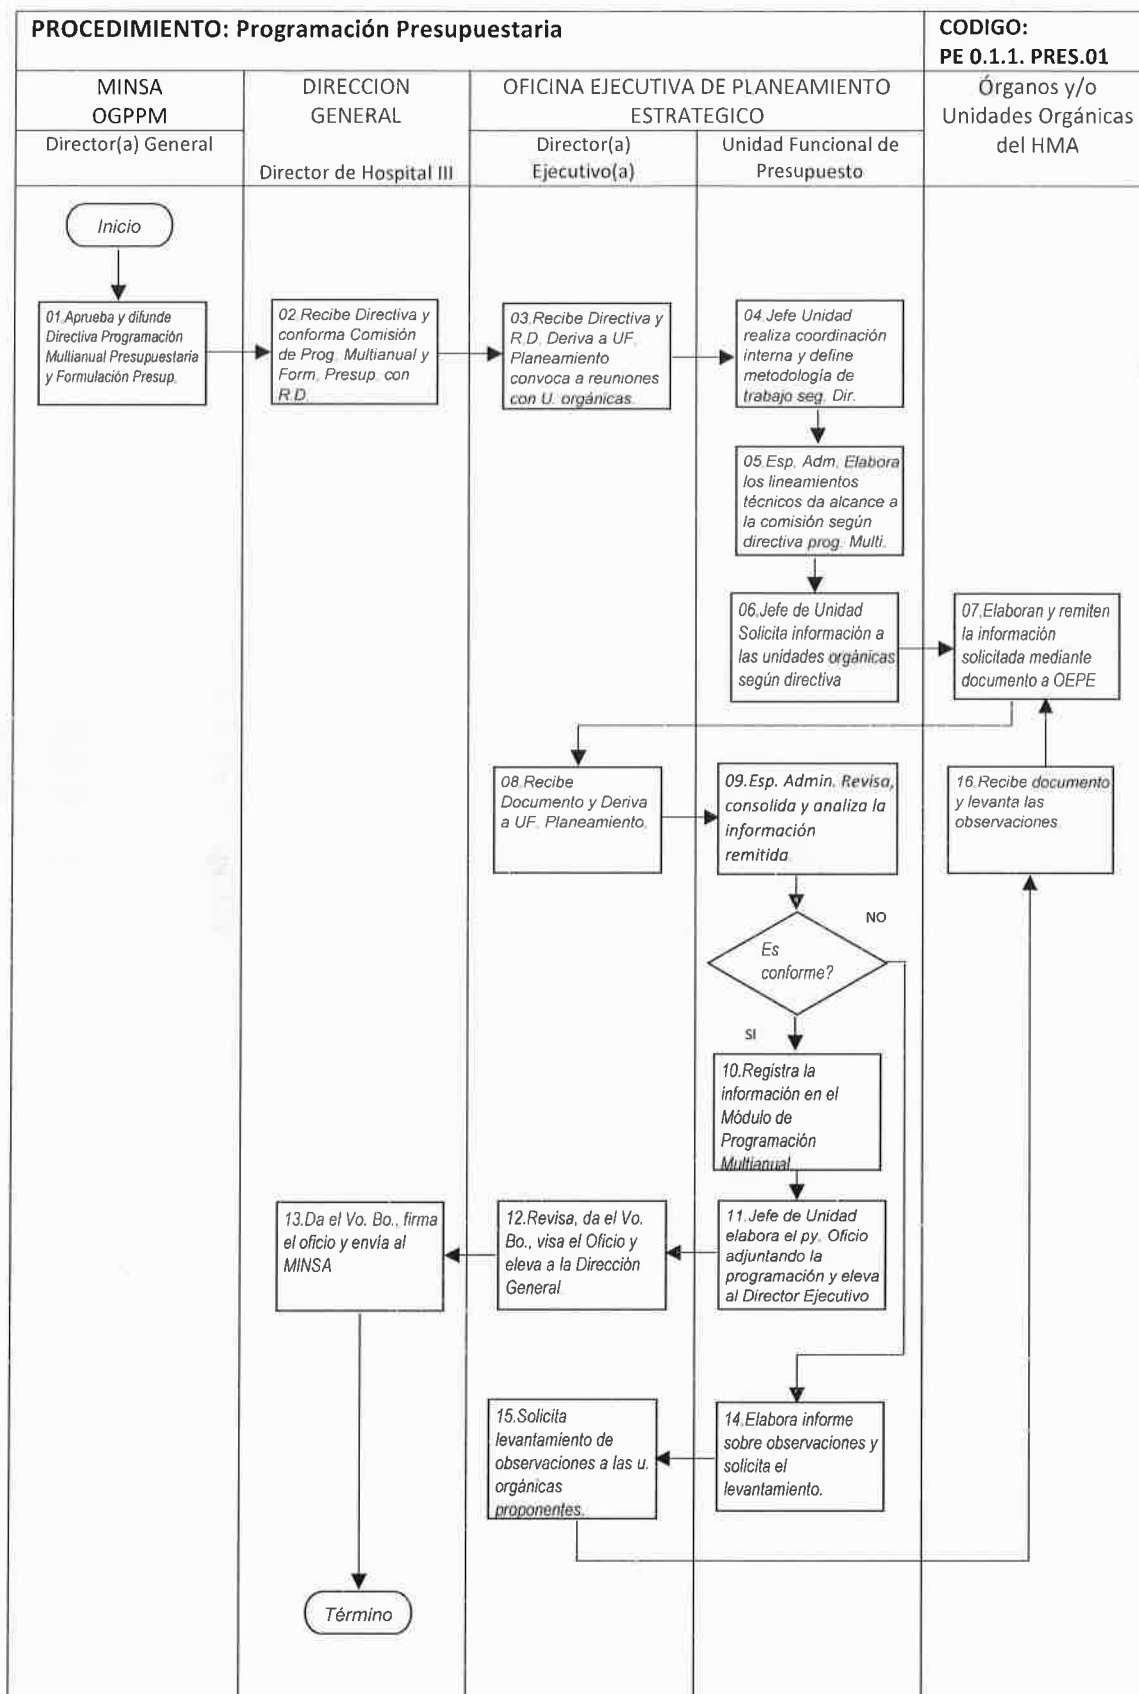 PROCEDIMIENTO: Programación Presupuestaria
CODIGO:
PE 0.1.1. PRES.01
MINSA
OGPPM
Director(a) General
DIRECCION
GENERAL
Director de Hospital III
OFICINA EJECUTIVA DE PLANEAMIENTO
ESTRATEGICO
Director(a)
Ejecutivo(a)
Unidad Funcional de
Presupuesto
Órganos y/o
Unidades Orgánicas
del HMA
Inicio
01.Aprueba y difunde
Directiva Programación
Multianual Presupuestaria
y Formulación Presup.
02.Recibe Directiva y
conforma Comisión
de Prog. Multianual y
Form. Presup. con
R.D.
03.Recibe Directiva y
R.D. Deriva a UF.
Planeamiento
convoca a reuniones
con U. orgánicas.
04.Jefe Unidad
realiza coordinación
interna y define
metodología de
trabajo seg. Dir.
05.Esp. Adm. Elabora
los lineamientos
técnicos da alcance a
la comisión según
directiva prog. Multi.
06.Jefe de Unidad
Solicita información a
las unidades orgánicas
según directiva
07.Elaboran y remiten
la información
solicitada mediante
documento a OEPE
08.Recibe
Documento y Deriva
a UF. Planeamiento.
09.Esp. Admin. Revisa,
consolida y analiza la
información
remitida.
16.Recibe documento
y levanta las
observaciones.
Es
conforme?
NO
SI
10.Registra la
información en el
Módulo de
Programación
Multianual
13.Da el Vo. Bo., firma
el oficio y envía al
MINSA
12.Revisa, da el Vo.
Bo., visa el Oficio y
eleva a la Dirección
General.
11.Jefe de Unidad
elabora el py. Oficio
adjuntando la
programación y eleva
al Director Ejecutivo
15.Solicita
levantamiento de
observaciones a las u.
orgánicas
proponentes.
14.Elabora informe
sobre observaciones y
solicita el
levantamiento.
Término